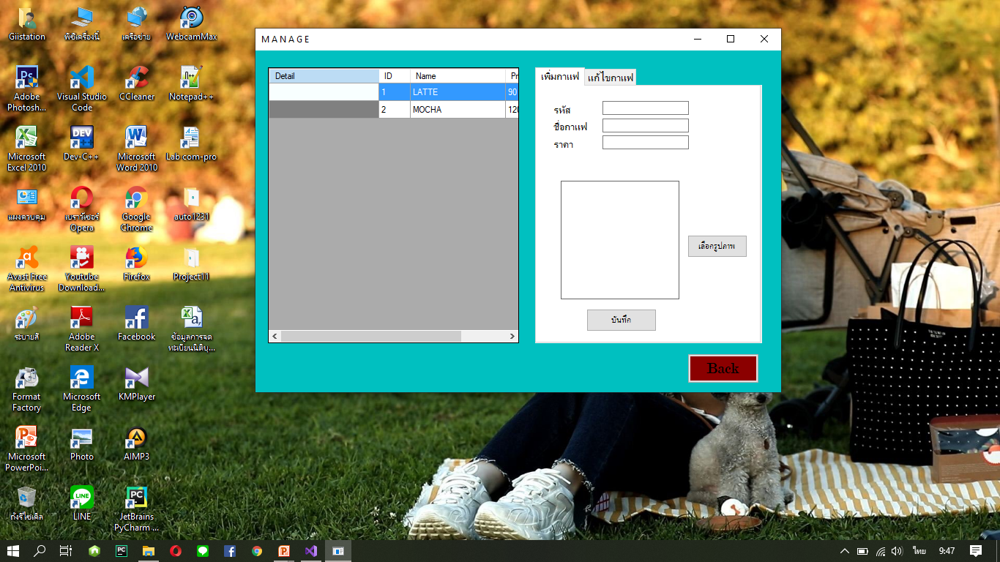 Giistation
พีซีเครื่องนี้
เครือข่าย
WebcamMax
Adobe
Photosh...
Visual Studio
Code
CCleaner
Notepad++
Microsoft
Excel 2010
Dev-C++
Microsoft
Word 2010
Lab com-pro
แผงควบคุม
เบราว์เซอร์
Opera
Google
Chrome
auto1231
Avast Free
Antivirus
Youtube
Download...
Firefox
Project11
ระบายสี
Adobe
Reader X
Facebook
ข้อมูลการจด
ทะเบียนนิติบุ...
Format
Factory
Microsoft
Edge
KMPlayer
Microsoft
PowerPoi...
Photo
AIMP3
ถังรีไซเคิล
LINE
JetBrains
PyCharm ...
M A N A G E
Detail ID Name Pr
1 LATTE 90
2 MOCHA 120
เพิ่มกาแฟ แก้ไขกาแฟ
รหัส
ชื่อกาแฟ
ราคา
เลือกรูปภาพ
บันทึก
Back
ไทย 9:47